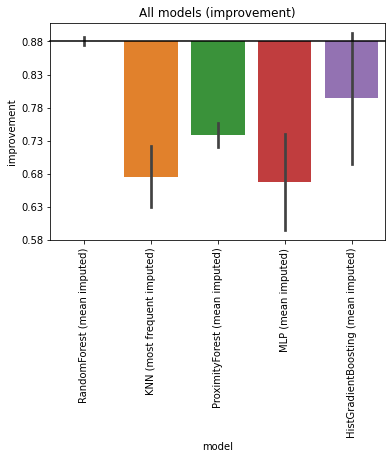 All models (improvement)
improvement
0.88
0.83
0.78
0.73
0.68
0.63
0.58
RandomForest (mean imputed)
KNN (most frequent imputed)
ProximityForest (mean imputed)
MLP (mean imputed)
HistGradientBoosting (mean imputed)
model